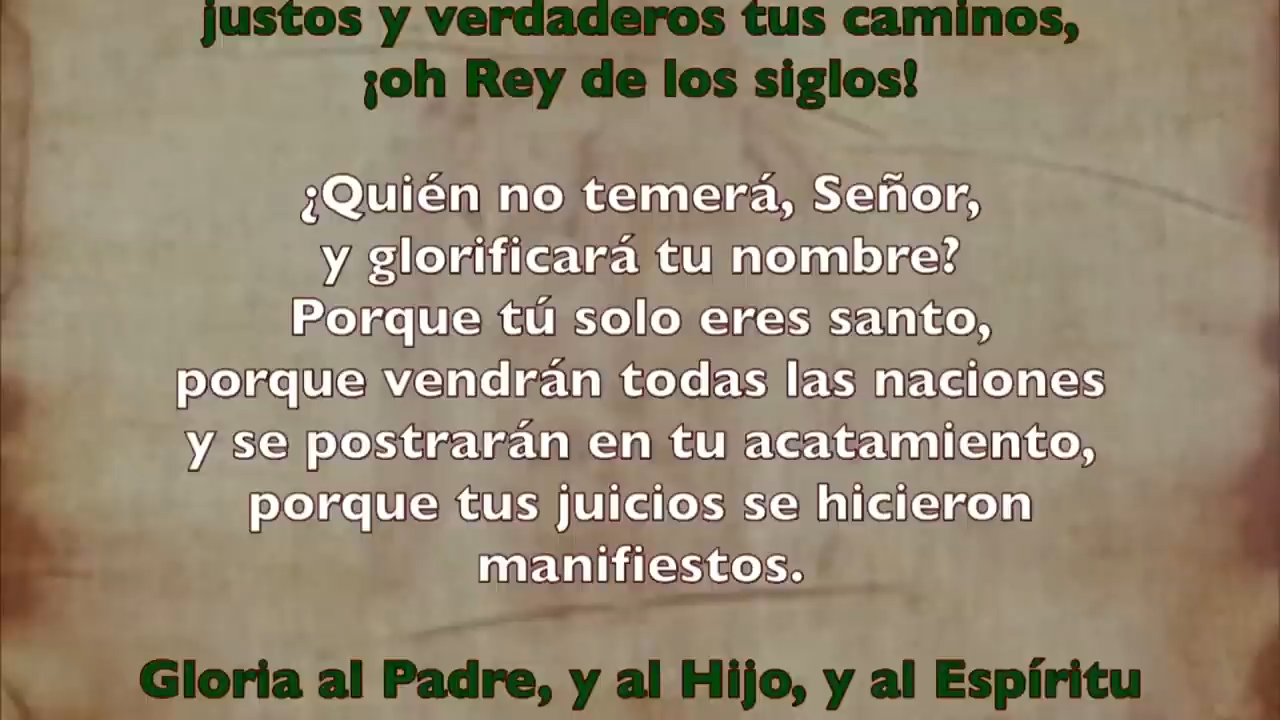 justos y verdaderos tus caminos,
¡oh Rey de los siglos!
¿Quién no temerá, Señor,
y glorificará tu nombre?
Porque tú solo eres santo,
porque vendrán todas las naciones
y se postrarán en tu acatamiento,
porque tus juicios se hicieron
manifiestos.
Gloria al Padre, y al Hijo, y al Espíritu